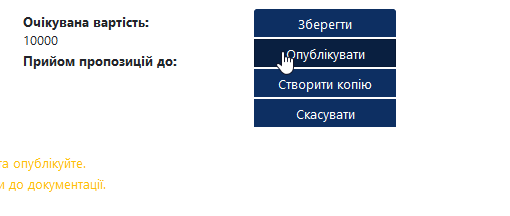 Очікувана вартість:
10000
Прийом пропозицій до:
Зберегти
Опублікувати
Створити копію
Скасувати
та опублікуйте.
и до документації.